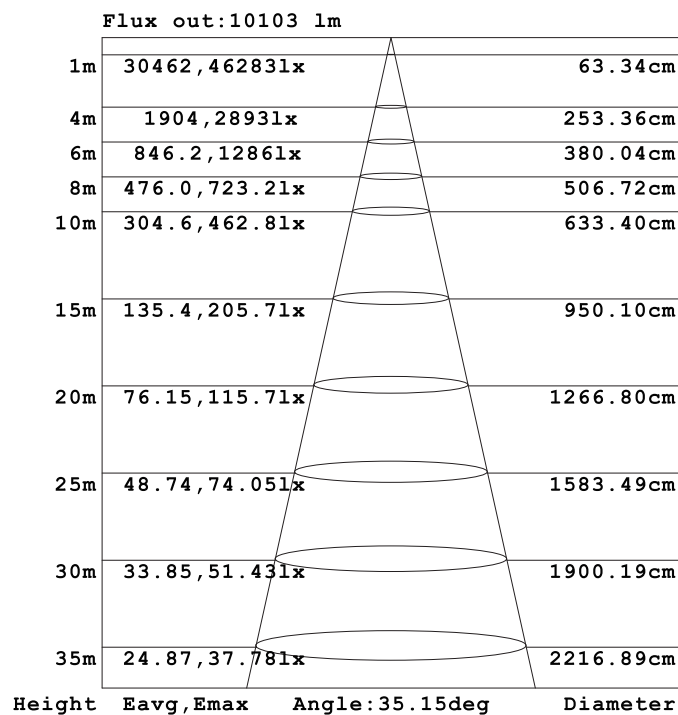 Flux out:10103 lm
1m 30462,46283lx 63.34cm
4m 1904,2893lx 253.36cm
6m 846.2,1286lx 380.04cm
8m 476.0,723.2lx 506.72cm
10m 304.6,462.8lx 633.40cm
15m 135.4,205.7lx 950.10cm
20m 76.15,115.7lx 1266.80cm
25m 48.74,74.05lx 1583.49cm
30m 33.85,51.43lx 1900.19cm
35m 24.87,37.78lx 2216.89cm
Height Eavg,Emax Angle:35.15deg Diameter